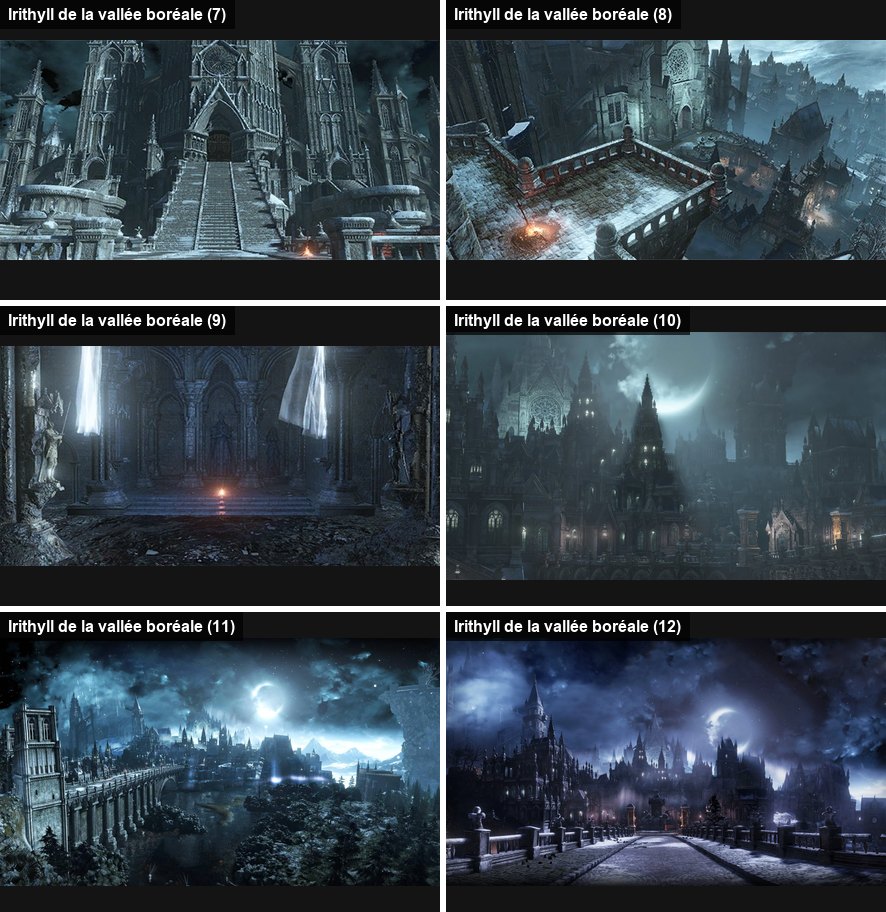 Irithyll de la vallée boréale (7)
Irithyll de la vallée boréale (8)
Irithyll de la vallée boréale (9)
Irithyll de la vallée boréale (10)
Irithyll de la vallée boréale (11)
Irithyll de la vallée boréale (12)